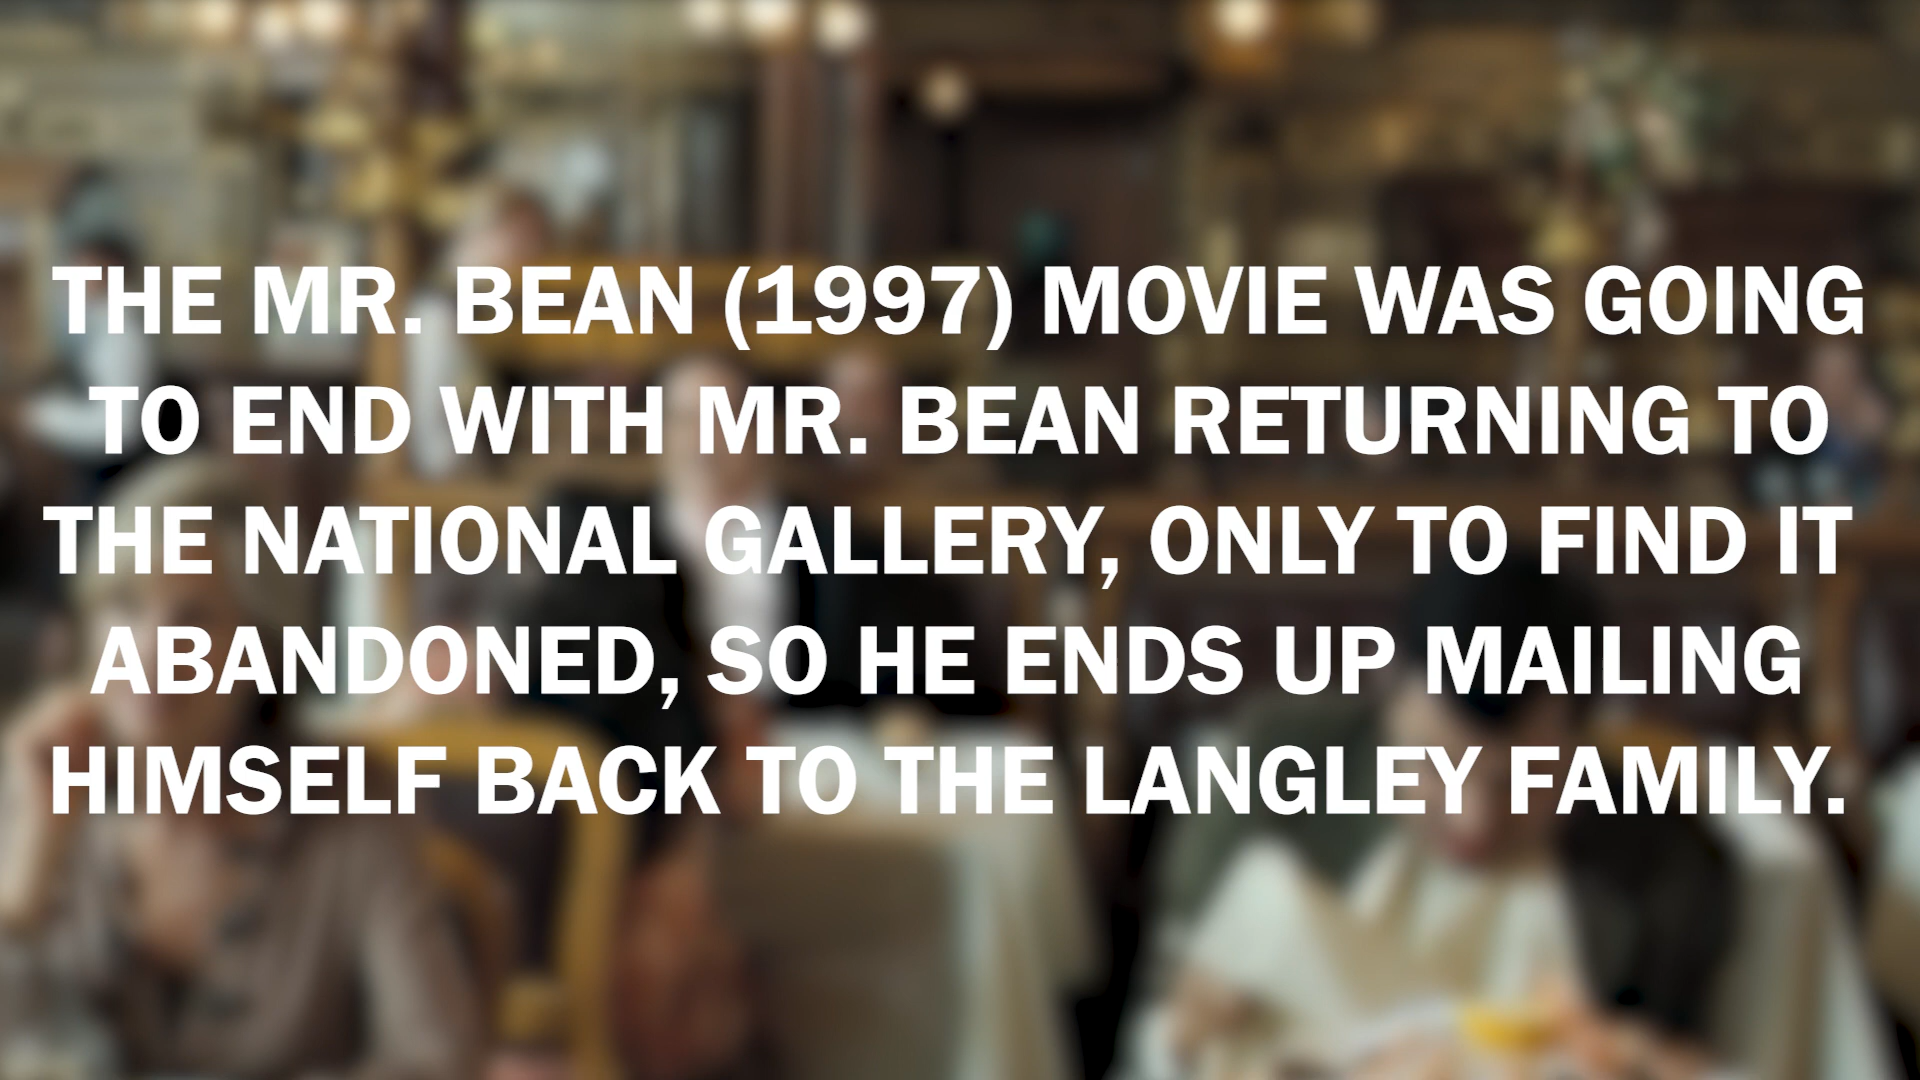 THE MR. BEAN (1997) MOVIE WAS GOING
TO END WITH MR. BEAN RETURNING TO
THE NATIONAL GALLERY, ONLY TO FIND IT
ABANDONED, SO HE ENDS UP MAILING
HIMSELF BACK TO THE LANGLEY FAMILY.